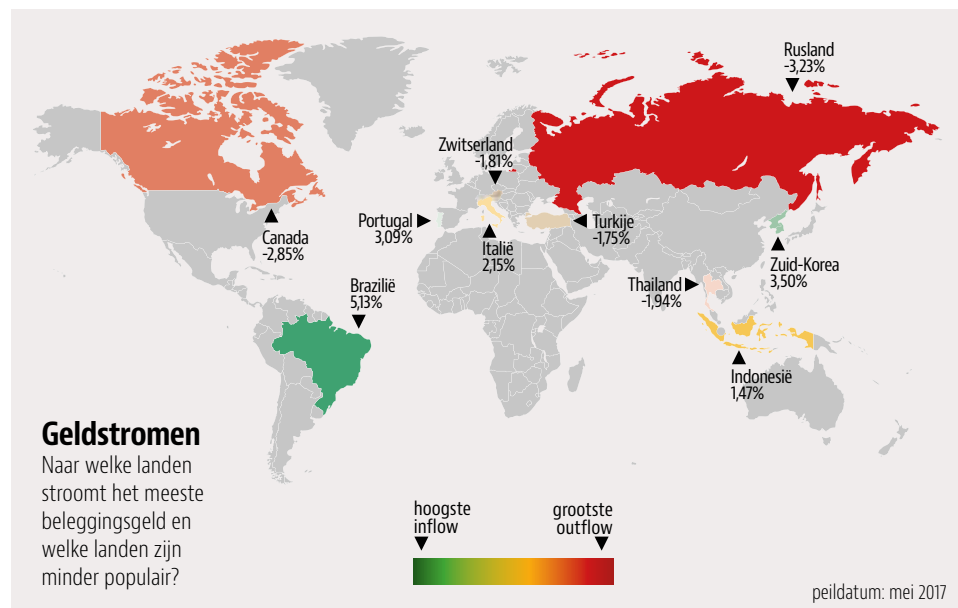 Rusland
-3,23%
Zwitserland
-1,81%
Portugal
3,09%
Italië
2,15%
Turkije
-1,75%
Canada
-2,85%
Zuid-Korea
3,50%
Thailand
-1,94%
Brazilië
5,13%
Indonesië
1,47%
Geldstromen
Naar welke landen
stroomt het meeste
beleggingsgeld en
welke landen zijn
minder populair?
hoogste
inflow
grootste
outflow
peildatum: mei 2017